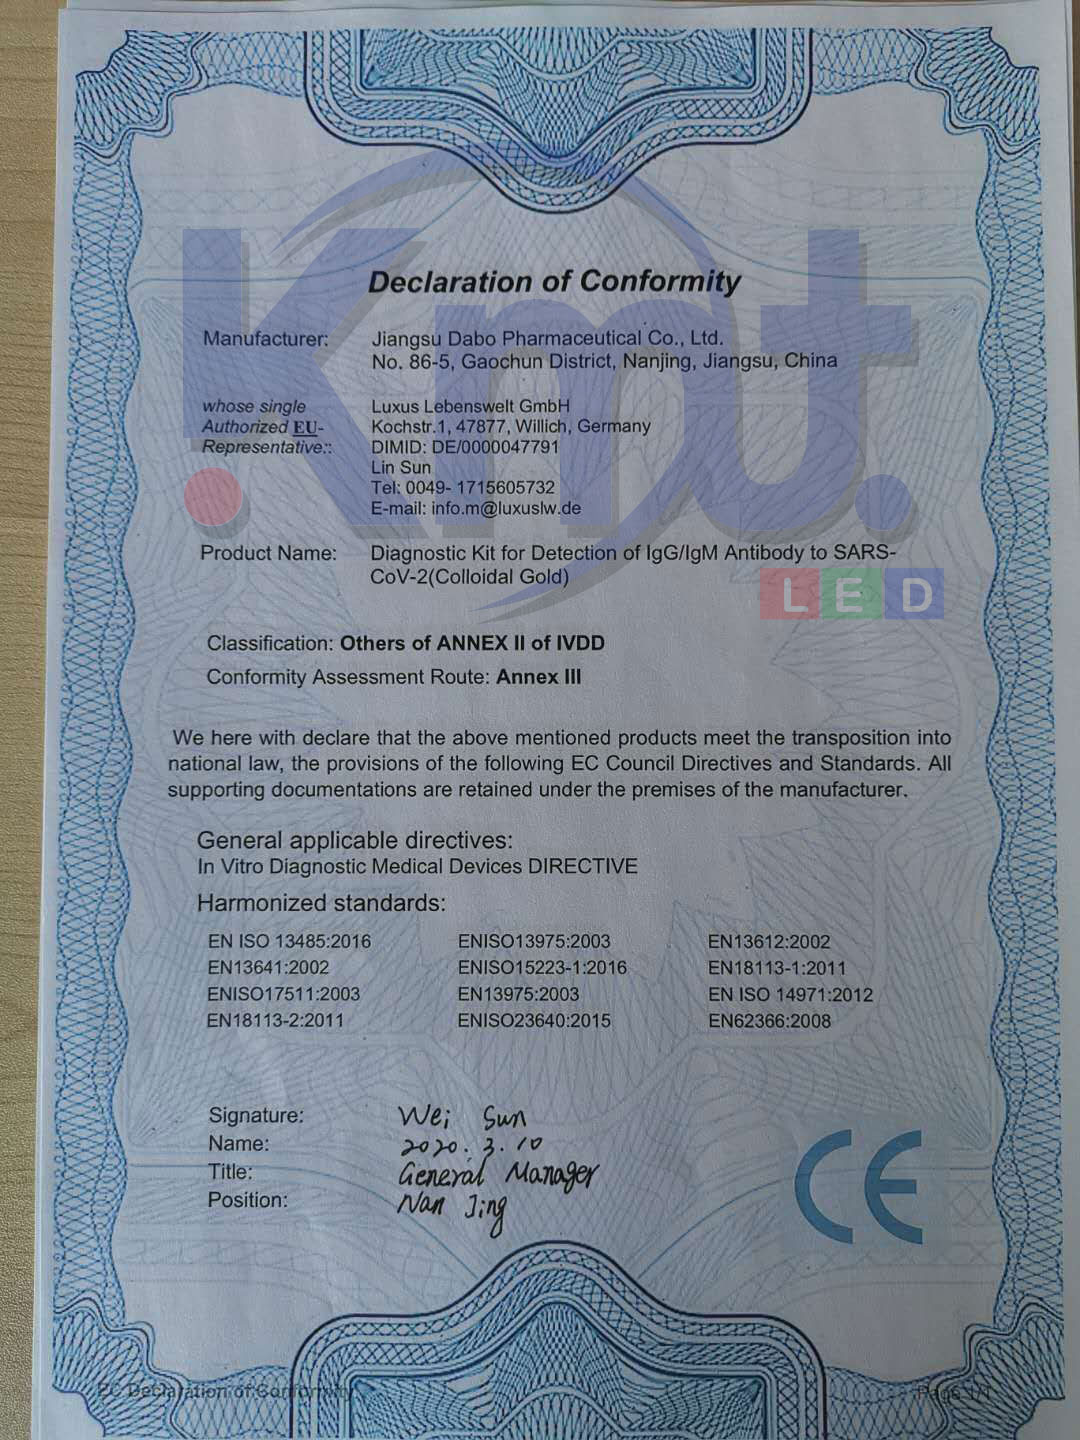 Declaration of Conformity
Manufacturer: Jiangsu Dabo Pharmaceutical Co., Ltd.
No. 86-5, Gaochun District, Nanjing, Jiangsu, China
whose single Luxus Lebenswelt GmbH
Authorized EU- Kochstr.1, 47877, Willich, Germany
Representative:: DIMID: DE/0000047791
Lin Sun
Tel: 0049- 1715605732
E-mail: info.m@luxuslw.de
Product Name: Diagnostic Kit for Detection of IgG/IgM Antibody to SARS-
CoV-2(Colloidal Gold)
Kmt.
LED
Classification: Others of ANNEX II of IVDD
Conformity Assessment Route: Annex III
We here with declare that the above mentioned products meet the transposition into
national law, the provisions of the following EC Council Directives and Standards. All
supporting documentations are retained under the premises of the manufacturer.
General applicable directives:
In Vitro Diagnostic Medical Devices DIRECTIVE
Harmonized standards:
EN ISO 13485:2016 ENISO13975:2003 EN13612:2002
EN13641:2002 ENISO15223-1:2016 EN18113-1:2011
ENISO17511:2003 EN13975:2003 EN ISO 14971:2012
EN18113-2:2011 ENISO23640:2015 EN62366:2008
Signature: Wei Sun
Name: 2020.3.10
Title: General Manager
Position: Nan Jing
CE
EC Declaration of Conformity Page 1/1